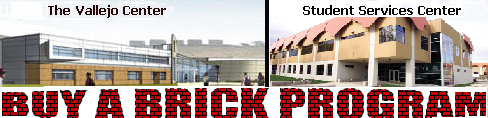 The Vallejo Center
Student Services Center
BUY A BRICK PROGRAM